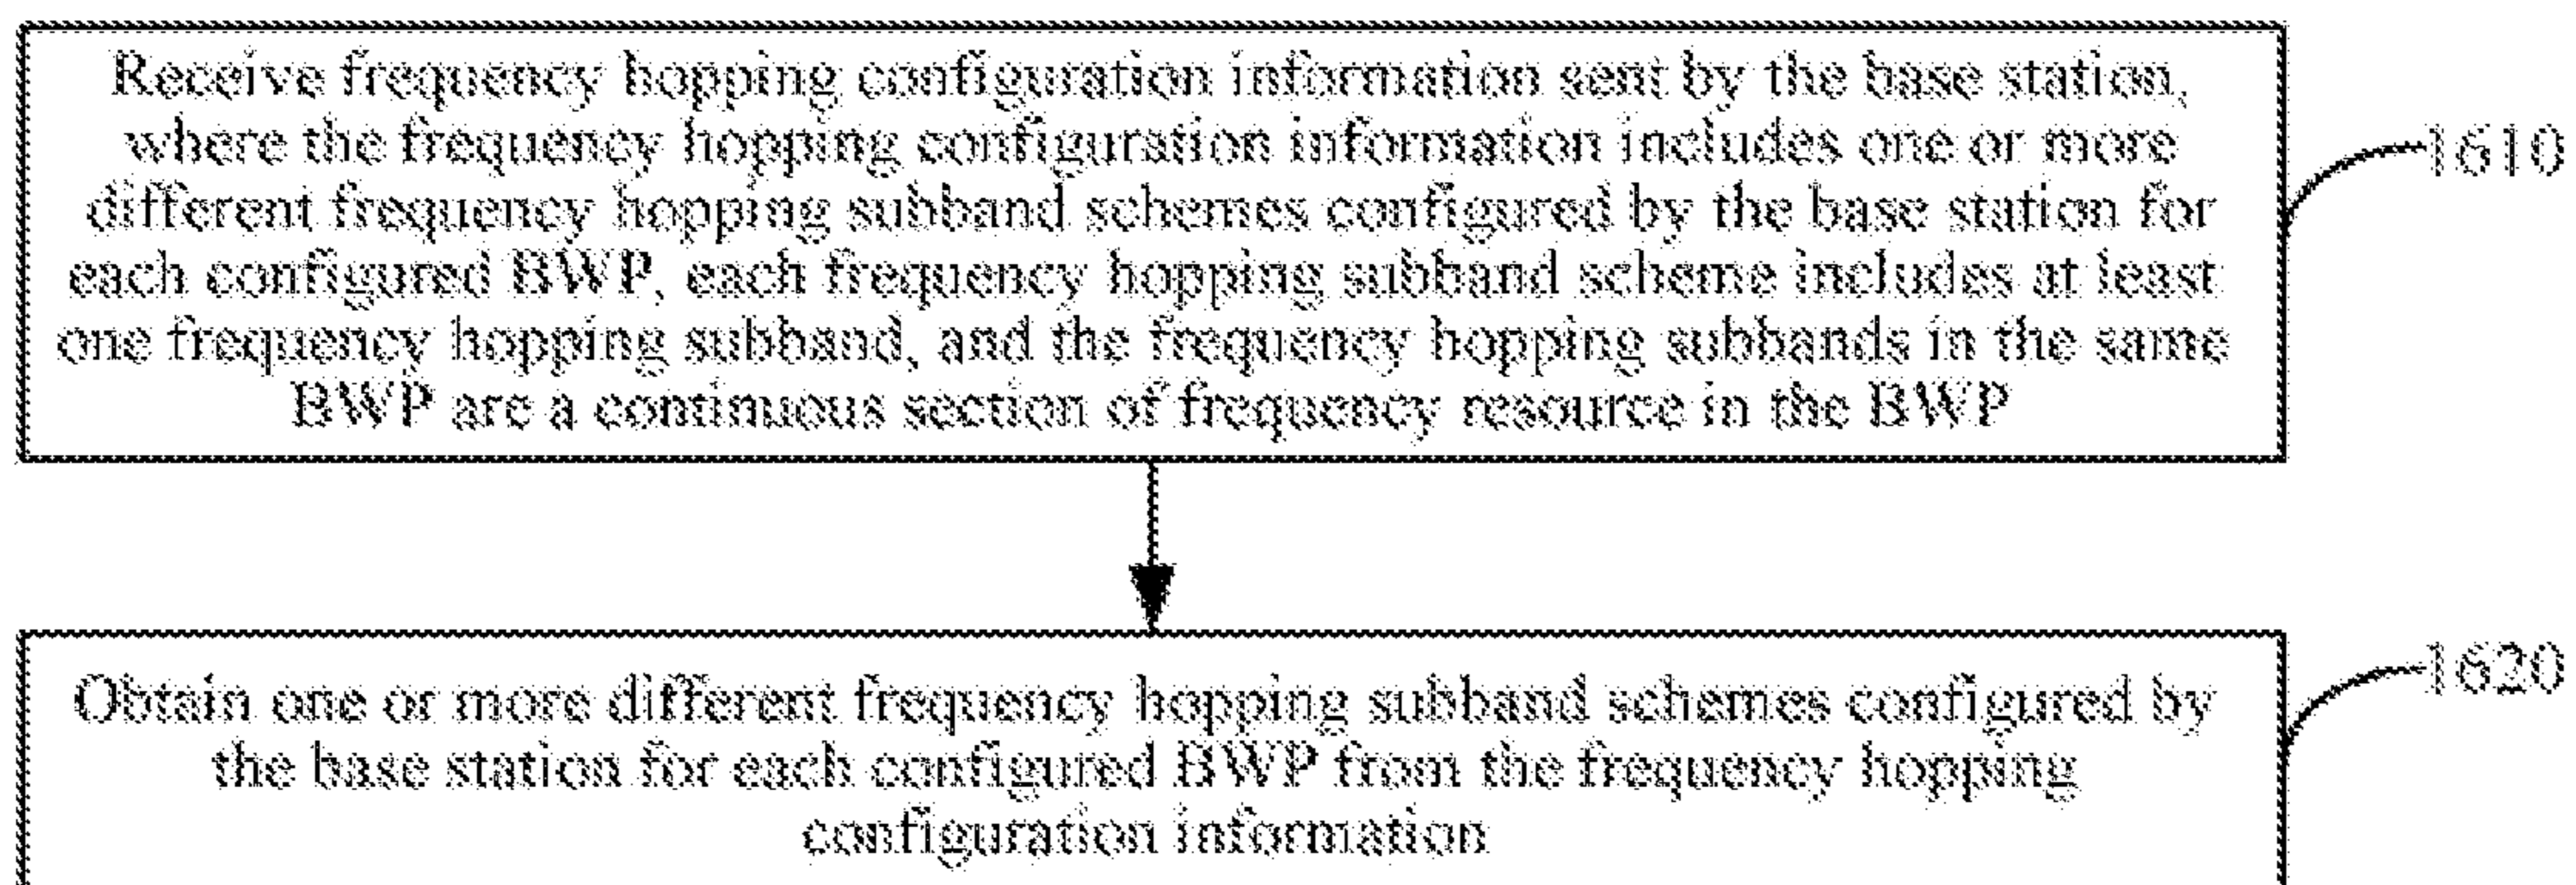 Receive frequency hopping configuration information sent by the base station,
where the frequency hopping configuration information includes one or more
different frequency hopping subband schemes configured by the base station for
each configured BWP, each frequency hopping subband scheme includes at least
one frequency hopping subband, and the frequency hopping subbands in the same
BWP are a continuous section of frequency resource in the BWP
1610
Obtain one or more different frequency hopping subband schemes configured by
the base station for each configured BWP from the frequency hopping
configuration information
1620